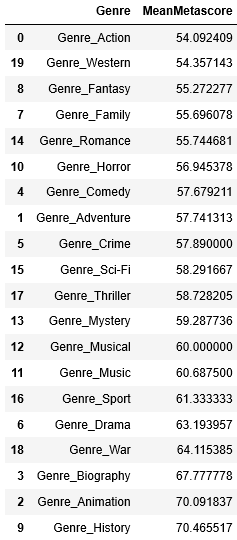 Genre MeanMetascore
0 Genre_Action 54.092409
19 Genre_Western 54.357143
8 Genre_Fantasy 55.272277
7 Genre_Family 55.696078
14 Genre_Romance 55.744681
10 Genre_Horror 56.945378
4 Genre_Comedy 57.679211
1 Genre_Adventure 57.741313
5 Genre_Crime 57.890000
15 Genre_Sci-Fi 58.291667
17 Genre_Thriller 58.728205
13 Genre_Mystery 59.287736
12 Genre_Musical 60.000000
11 Genre_Music 60.687500
16 Genre_Sport 61.333333
6 Genre_Drama 63.193957
18 Genre_War 64.115385
3 Genre_Biography 67.777778
2 Genre_Animation 70.091837
9 Genre_History 70.465517